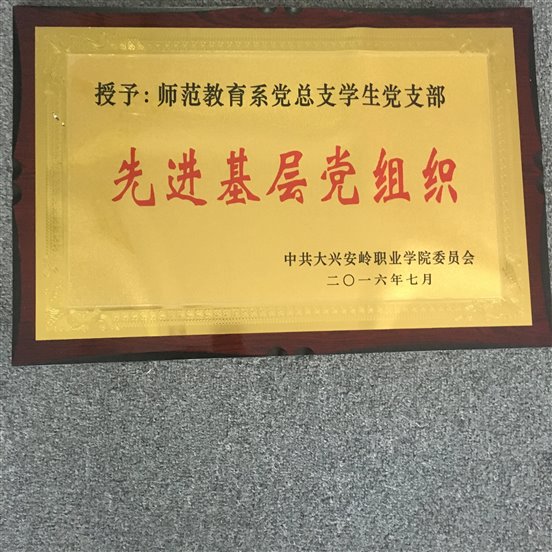 授予:师范教育系党总支学生党支部
先进基层党组织
中共大兴安岭职业学院委员会
二〇一六年七月